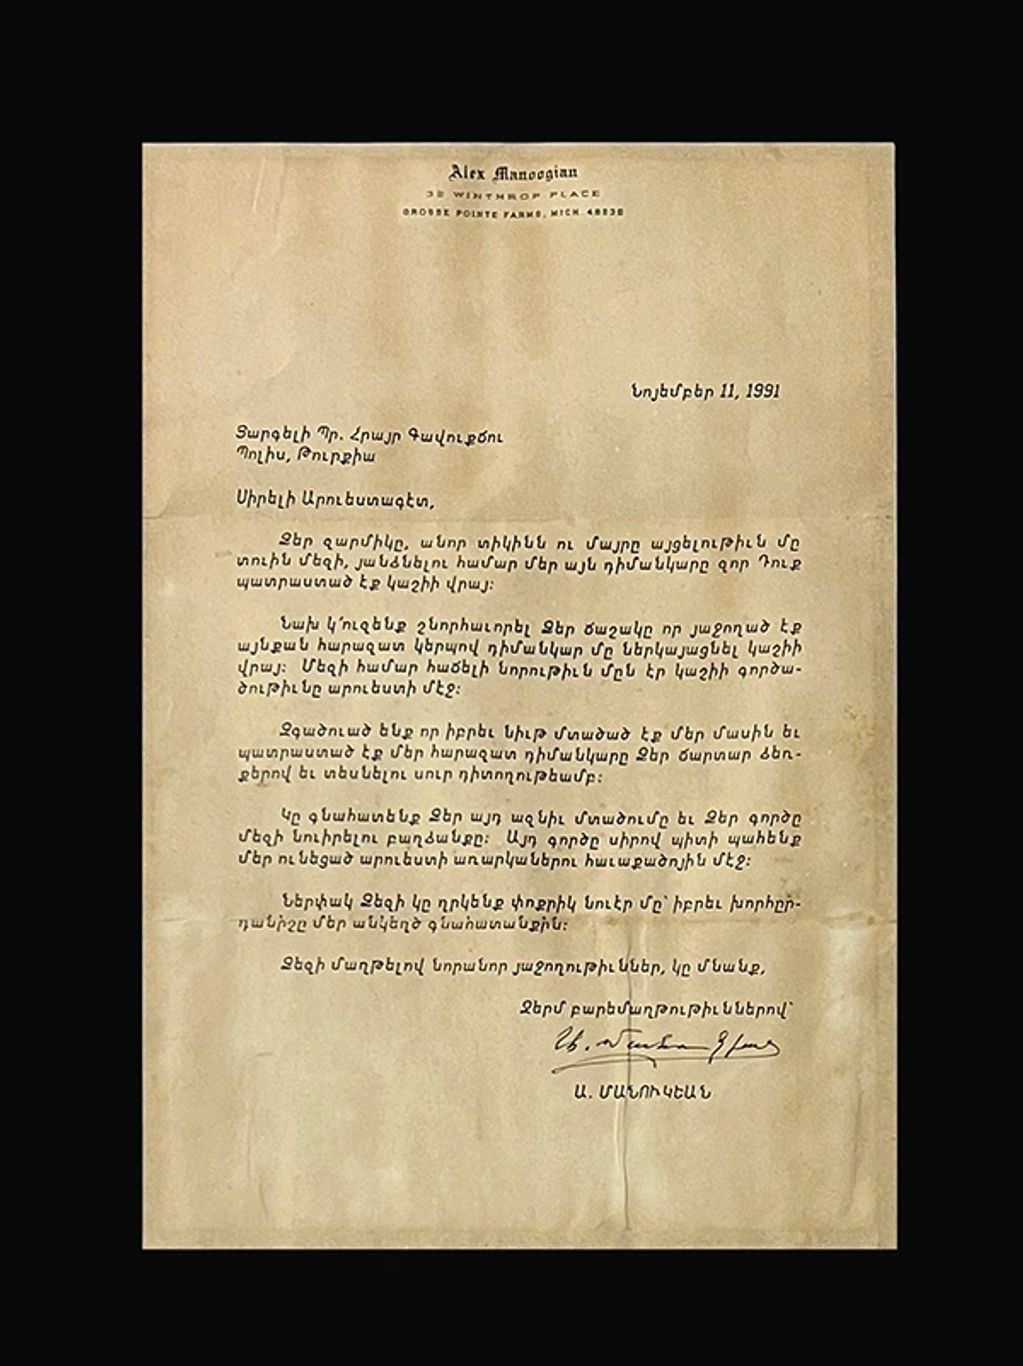 Alex Manoogian
32 WINTHROP PLACE
GROSSE POINTE FARMS, MICH. 48236
Նոյեմբեր 11, 1991
Յարգելի Պր. Հրայր Գավուքճու
Պոլիս, Թուրքիա
Սիրելի Արուեստագէտ,
Ձեր զարմիկը, անոր տիկինն ու մայրը այցելութիւն մը
տուին մեզի, յանձնելու համար մեր այն դիմանկարը զոր Դուք
պատրաստած էք կաշիի վրայ:
Նախ կ՚ուզենք շնորհաւորել Ձեր ճաշակը որ յաջողած էք
այնքան հարազատ կերպով դիմանկար մը ներկայացնել կաշիի
վրայ: Մեզի համար հաճելի նորութիւն մըն էր կաշիի գործա-
ծութիւնը արուեստի մէջ:
Զգածուած ենք որ իբրեւ նիւթ մտածած էք մեր մասին եւ
պատրաստած էք մեր հարազատ դիմանկարը Ձեր ճարտար ձեռ-
քերով եւ տեսնելու սուր դիտողութեամբ:
Կը գնահատենք Ձեր այդ ազնիւ մտածումը եւ Ձեր գործը
մեզի նուիրելու բաղձանքը: Այդ գործը սիրով պիտի պահենք
մեր ունեցած արուեստի առարկաներու հաւաքածոյին մէջ:
Ներփակ Ձեզի կը ղրկենք փոքրիկ նուէր մը՝ իբրեւ խորհըր-
դանիշը մեր անկեղծ գնահատանքին:
Ձեզի մաղթելով նորանոր յաջողութիւններ, կը մնանք,
Ջերմ բարեմաղթութիւններով՝
Ա. ՄԱՆՈՒԿԵԱՆ